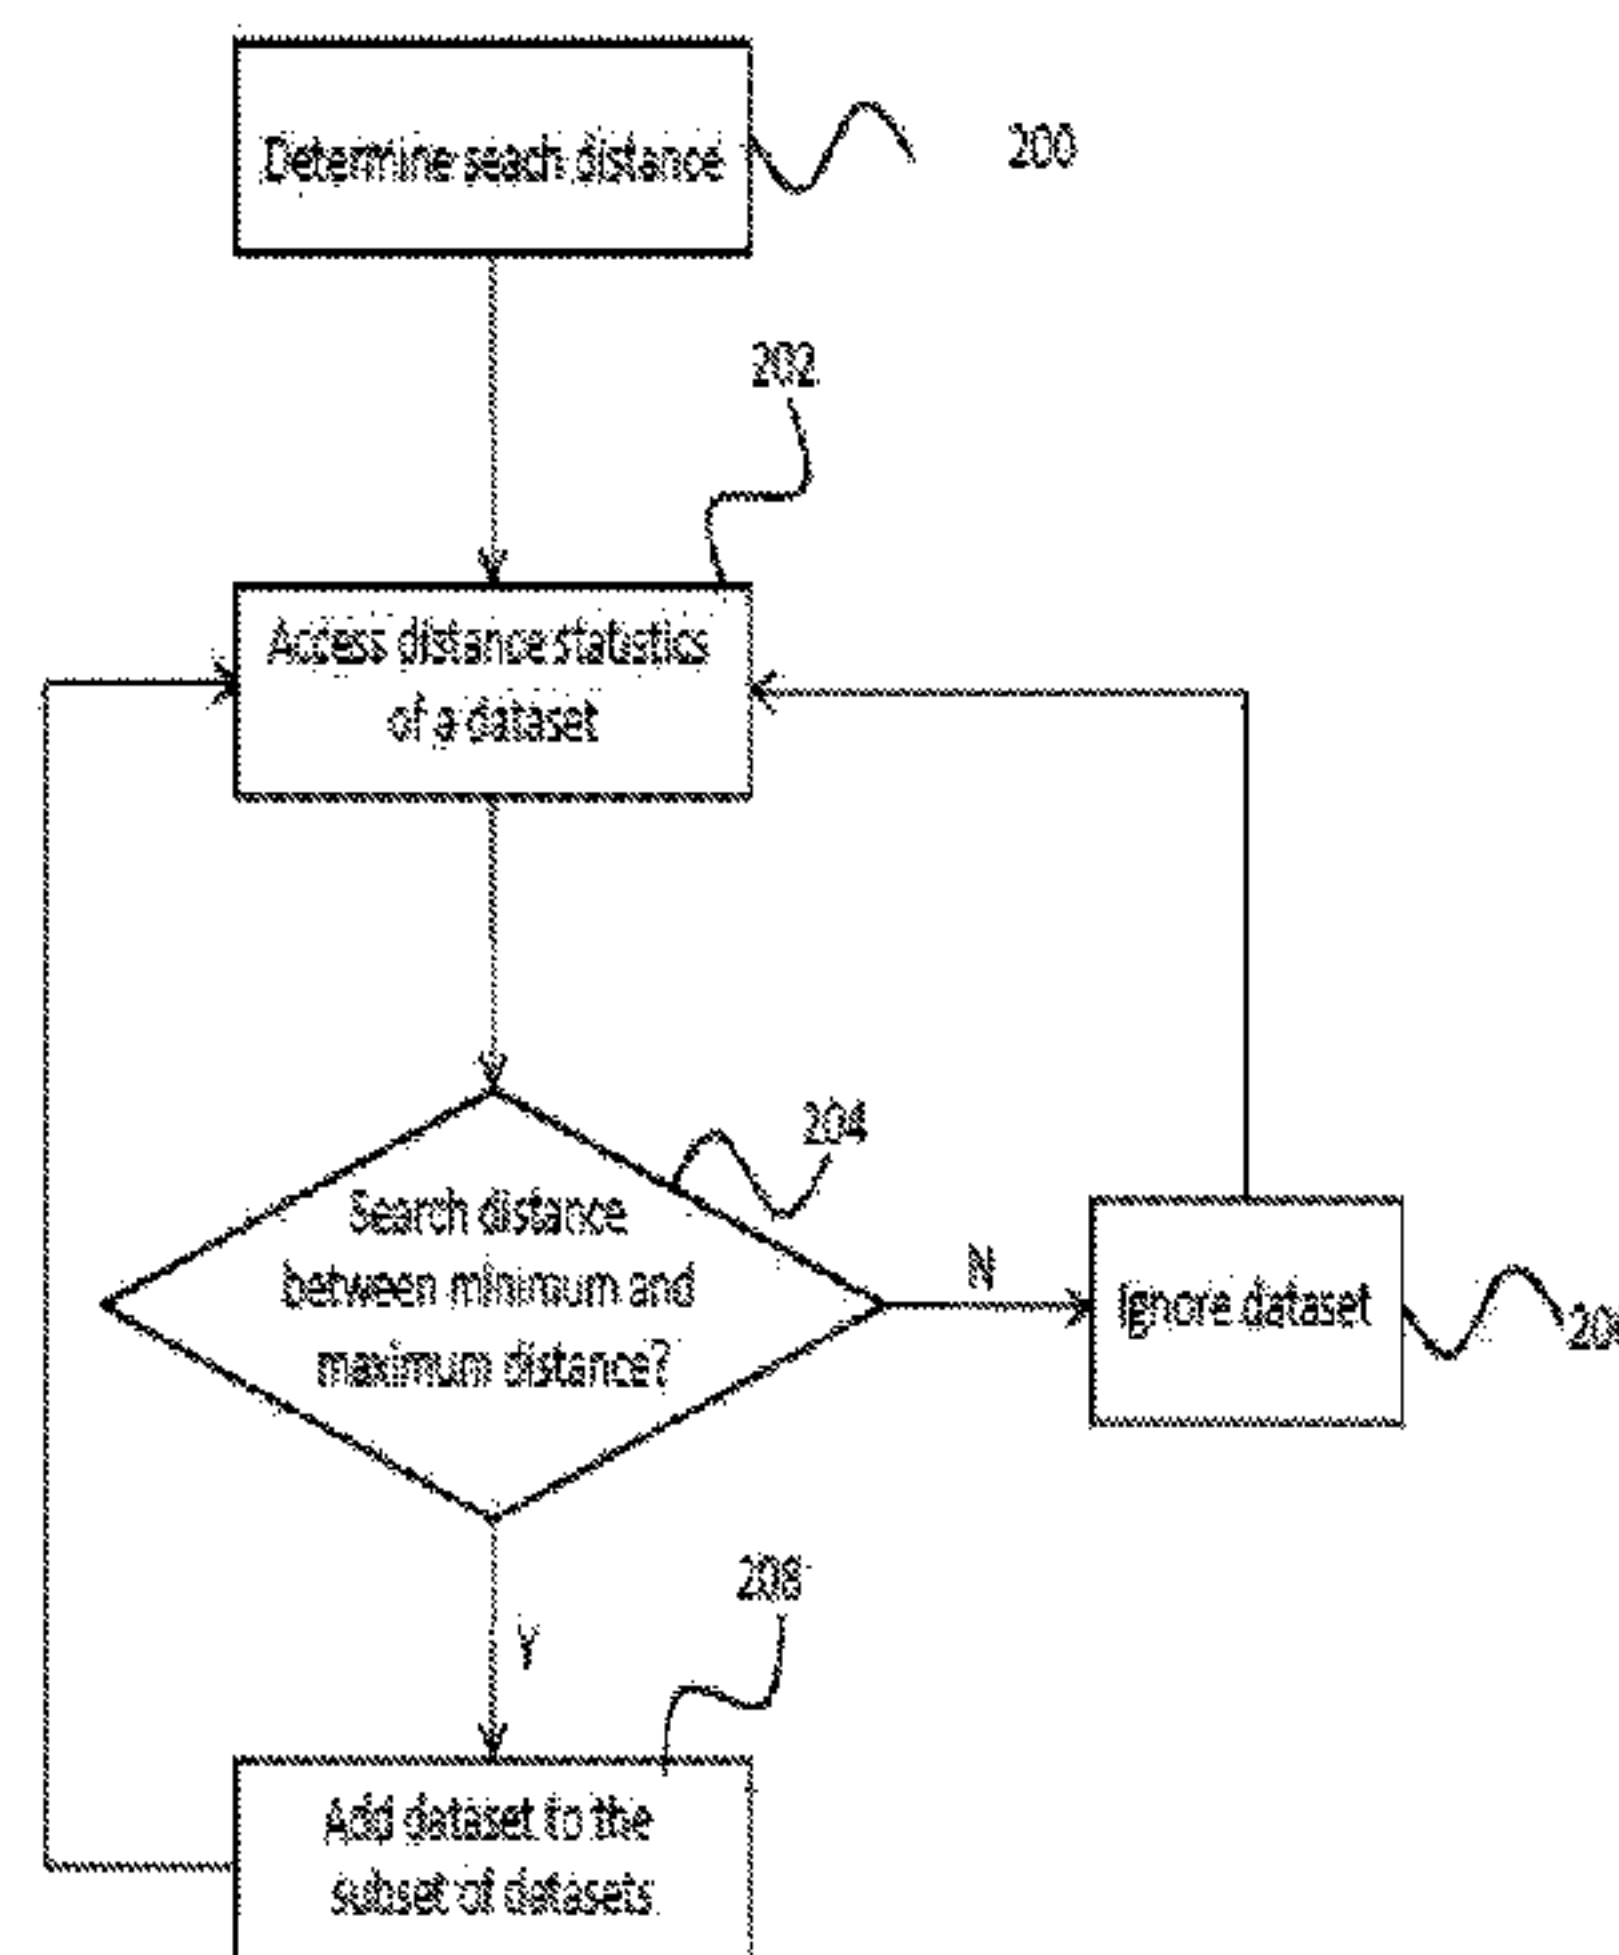 Determine seach distance
200
202
Access distance statistics
of a dataset
204
Search distance
between minimum and
maximum distance?
N
Ignore dataset
Y
208
Add dataset to the
subset of datasets